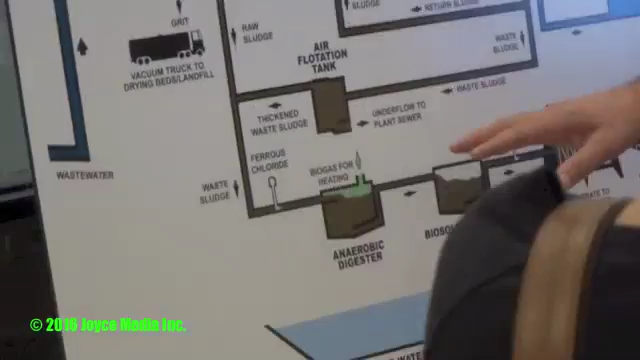 SLUDGE
RETURN SLUDGE
GRIT
RAW
SLUDGE
WASTE
SLUDGE
AIR
FLOTATION
TANK
VACUUM TRUCK TO
DRYING BEDS/LANDFILL
WASTE SLUDGE
THICKENED
WASTE SLUDGE
UNDERFLOW TO
PLANT SEWER
FERROUS
CHLORIDE
BIOGAS FOR
HEATING
WASTEWATER
WASTE
SLUDGE
ANAEROBIC
DIGESTER
© 2016 Joyce Media Inc.